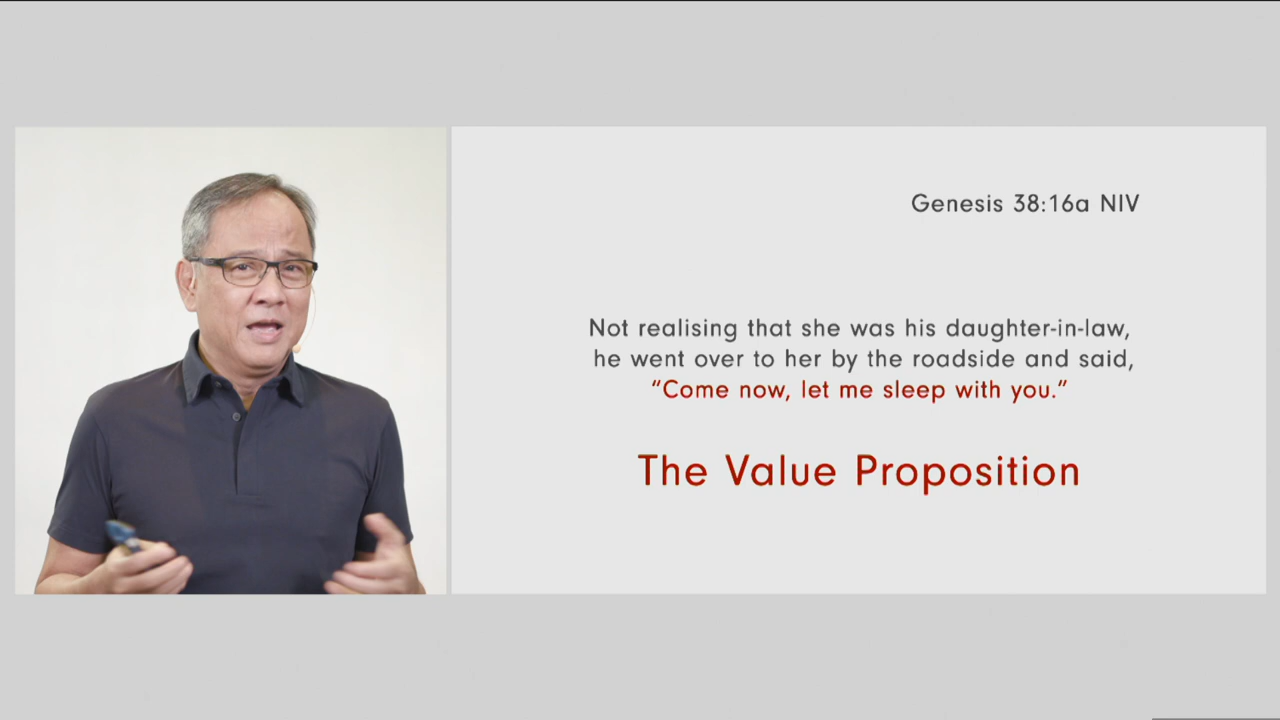 Genesis 38:16a NIV
Not realising that she was his daughter-in-law,
he went over to her by the roadside and said,
“Come now, let me sleep with you.”
The Value Proposition